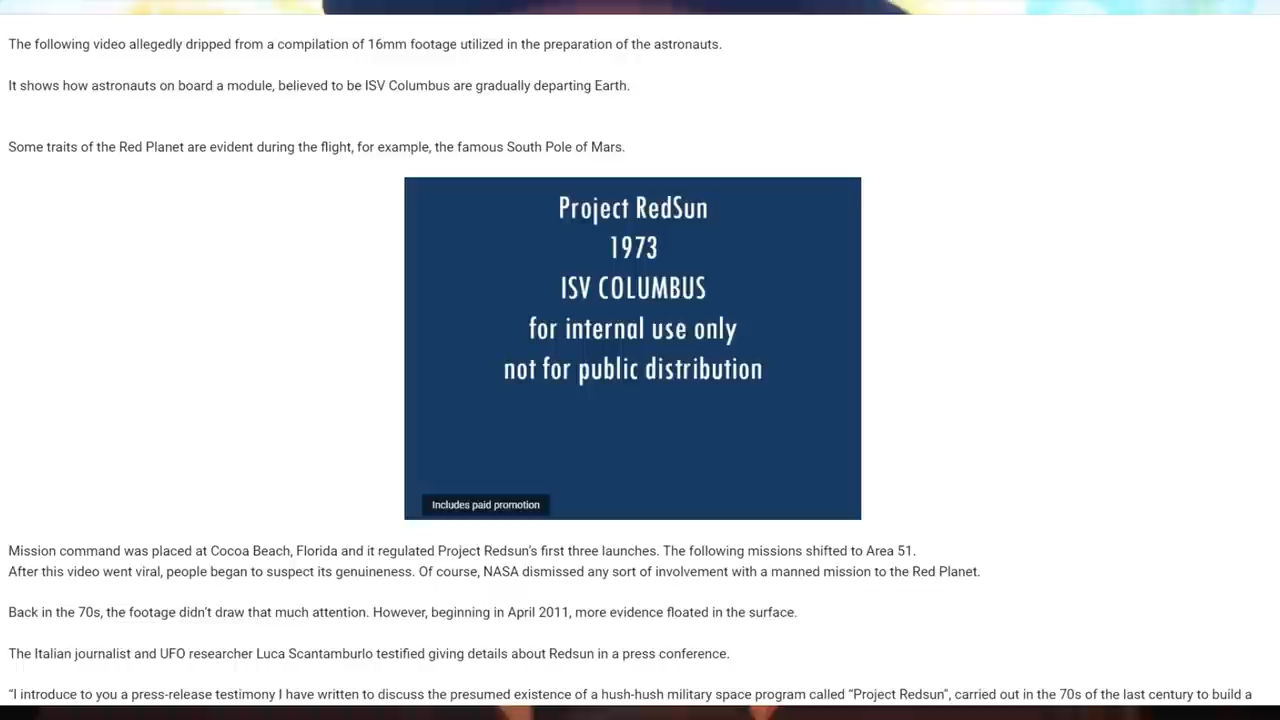 The following video allegedly dripped from a compilation of 16mm footage utilized in the preparation of the astronauts.
It shows how astronauts on board a module, believed to be ISV Columbus are gradually departing Earth.
Some traits of the Red Planet are evident during the flight, for example, the famous South Pole of Mars.
Project RedSun
1973
ISV COLUMBUS
for internal use only
not for public distribution
Includes paid promotion
Mission command was placed at Cocoa Beach, Florida and it regulated Project Redsun's first three launches. The following missions shifted to Area 51.
After this video went viral, people began to suspect its genuineness. Of course, NASA dismissed any sort of involvement with a manned mission to the Red Planet.
Back in the 70s, the footage didn't draw that much attention. However, beginning in April 2011, more evidence floated in the surface.
The Italian journalist and UFO researcher Luca Scantamburlo testified giving details about Redsun in a press conference.
“I introduce to you a press-release testimony I have written to discuss the presumed existence of a hush-hush military space program called “Project Redsun”, carried out in the 70s of the last century to build a